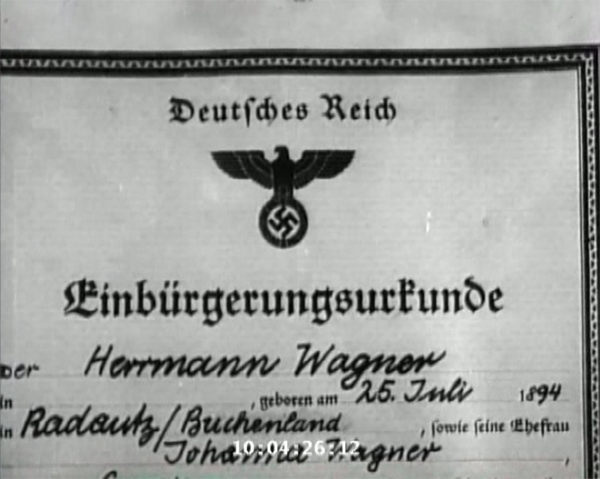 Deutsches Reich
Einbürgerungsurkunde
Der Herrmann Wagner
in , geboren am 25. Juli 1894
in Radautz/Buchenland , sowie seine Ehefrau
Johanna Wagner ,
10:04:26:12